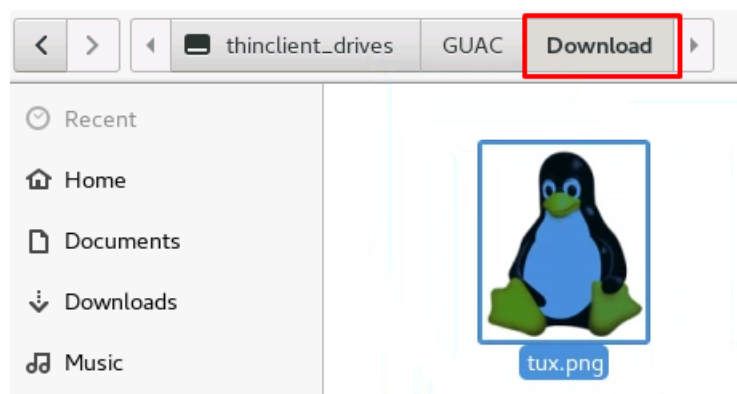 thinclient_drives GUAC Download
Recent
Home
Documents
Downloads
Music
tux.png